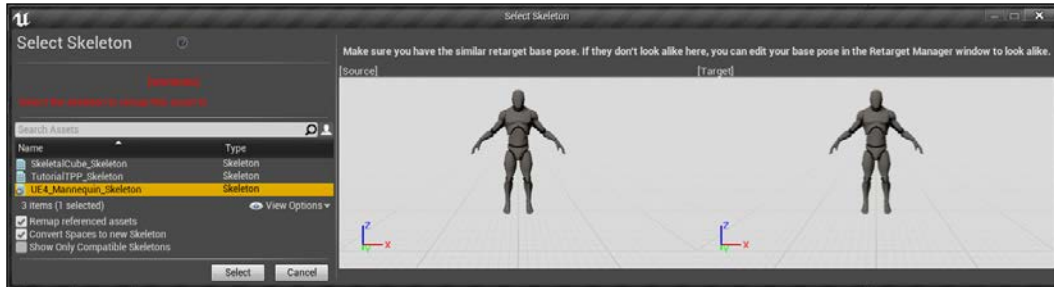 Select Skeleton
Select Skeleton
Make sure you have the similar retarget base pose. If they don't look alike here, you can edit your base pose in the Retarget Manager window to look alike.
[Source]
[Target]
Search Assets
Name Type
SkeletalCube_Skeleton Skeleton
TutorialTPP_Skeleton Skeleton
UE4_Mannequin_Skeleton Skeleton
3 items (1 selected) View Options
Remap referenced assets
Convert Spaces to new Skeleton
Show Only Compatible Skeletons
Select Cancel
Z
X
Z
X